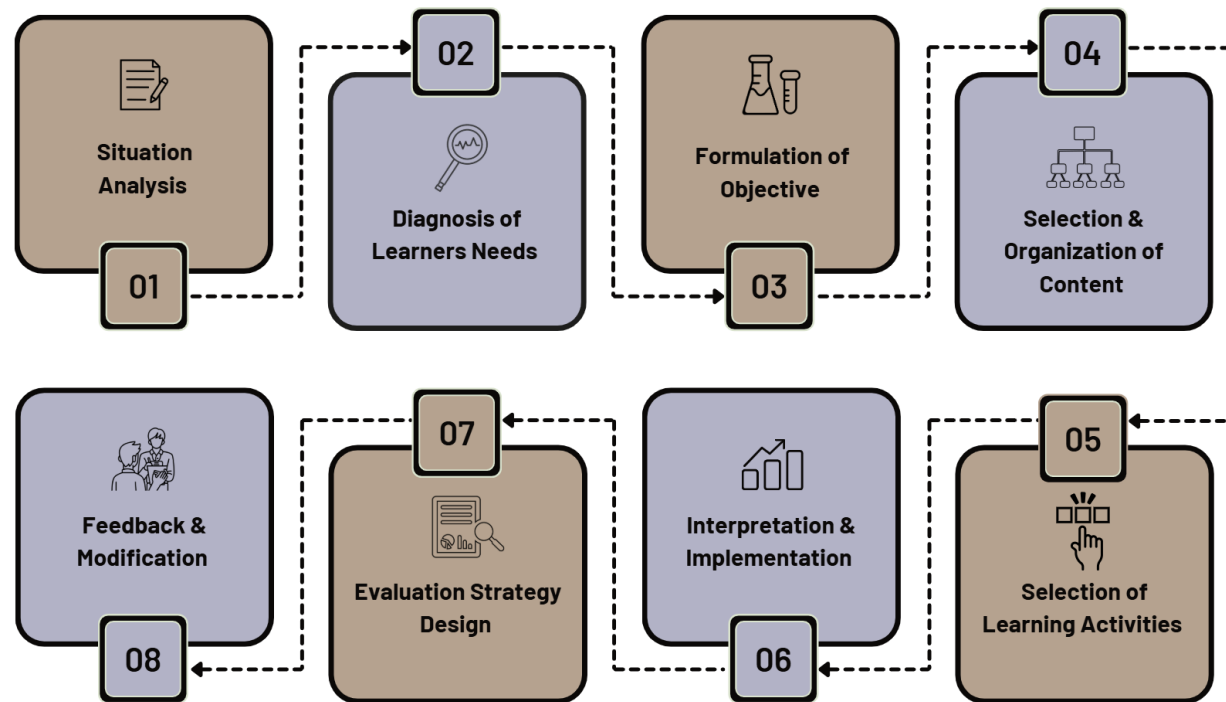 Situation
Analysis
01
02
Diagnosis of
Learners Needs
Formulation of
Objective
03
04
Selection &
Organization of
Content
05
Selection of
Learning Activities
Interpretation &
Implementation
06
07
Evaluation Strategy
Design
Feedback &
Modification
08